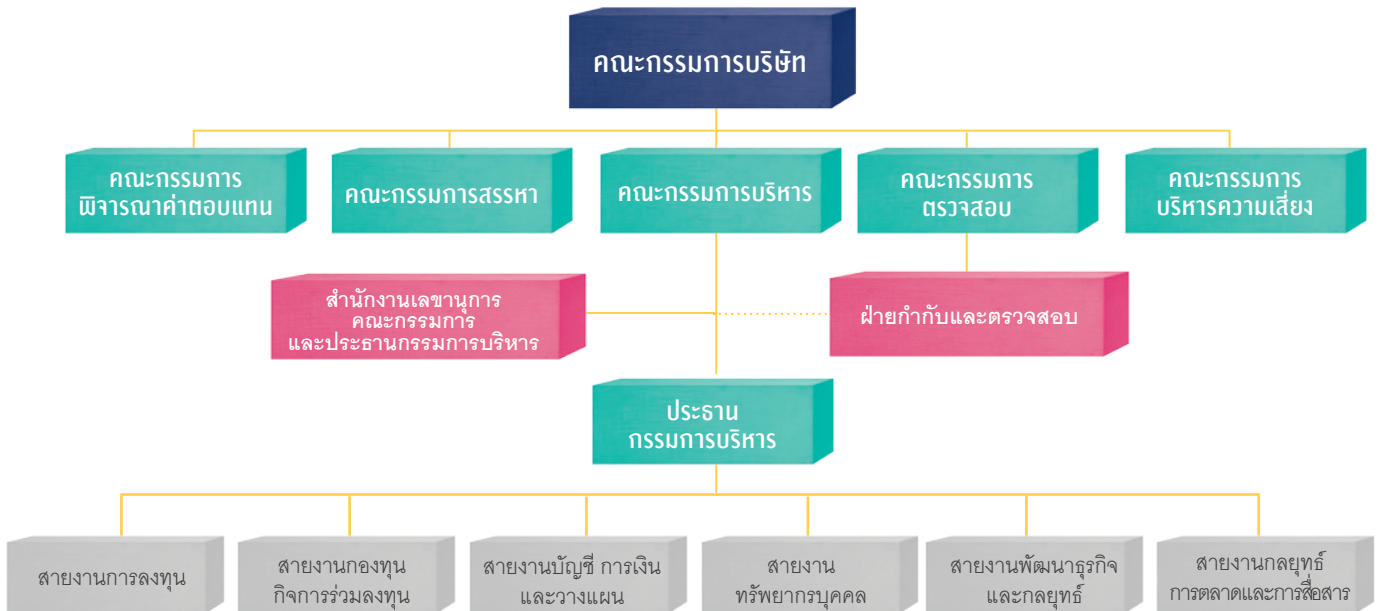 คณะกรรมการบริษัท
คณะกรรมการ
พิจารณาค่าตอบแทน
คณะกรรมการสรรหา
คณะกรรมการบริหาร
คณะกรรมการ
ตรวจสอบ
คณะกรรมการ
บริหารความเสี่ยง
สำนักงานเลขานุการ
คณะกรรมการ
และประธานกรรมการบริหาร
ฝ่ายกำกับและตรวจสอบ
ประธาน
กรรมการบริหาร
สายงานการลงทุน
สายงานกองทุน
กิจการร่วมลงทุน
สายงานบัญชี การเงิน
และวางแผน
สายงาน
ทรัพยากรบุคคล
สายงานพัฒนาธุรกิจ
และกลยุทธ์
สายงานกลยุทธ์
การตลาดและการสื่อสาร